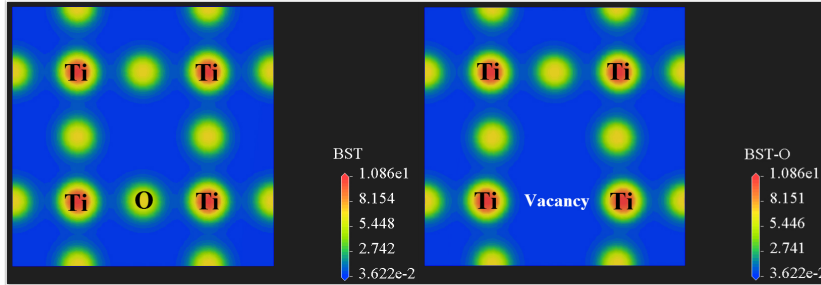 Ti Ti
Ti O Ti
BST
1.086e1
8.154
5.448
2.742
3.622e-2
Ti Ti
Ti Vacancy Ti
BST-O
1.086e1
8.151
5.446
2.741
3.622e-2